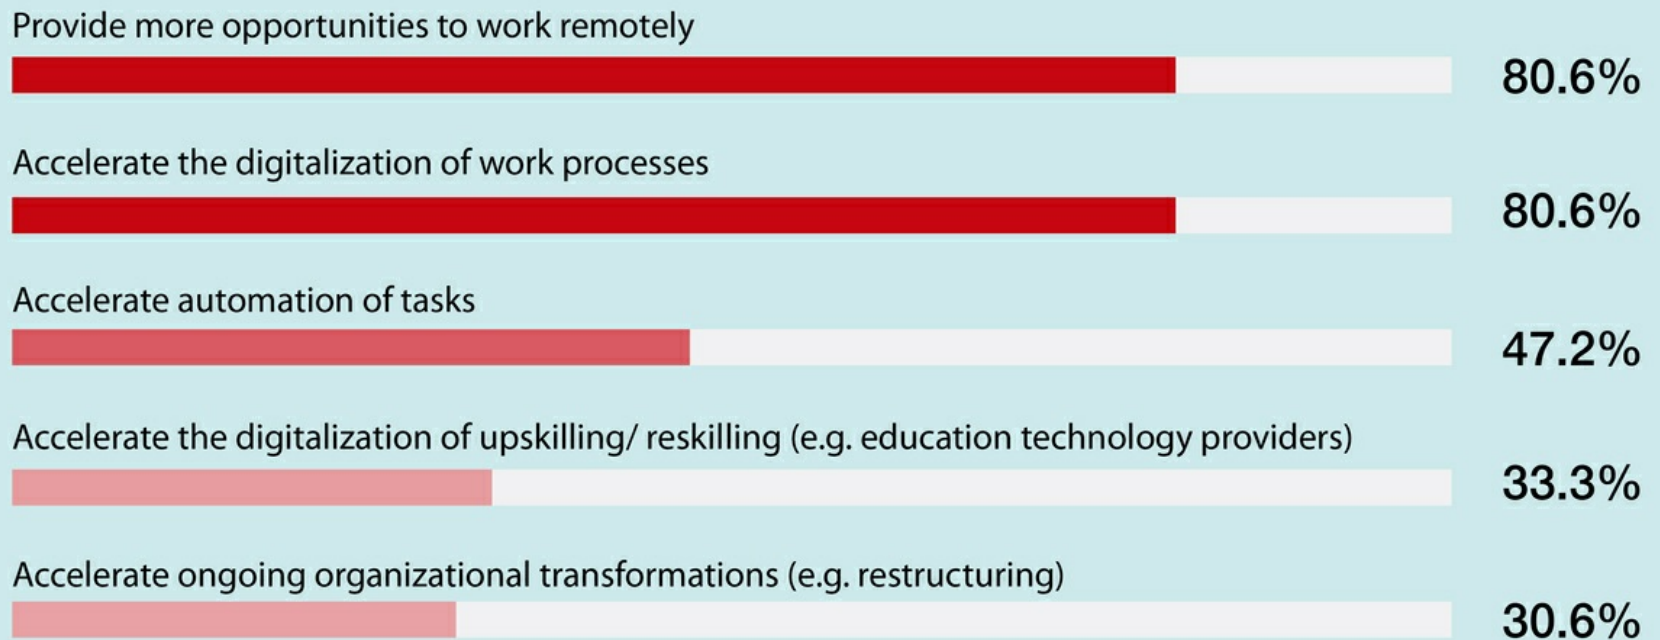 Provide more opportunities to work remotely
80.6%
Accelerate the digitalization of work processes
80.6%
Accelerate automation of tasks
47.2%
Accelerate the digitalization of upskilling/ reskilling (e.g. education technology providers)
33.3%
Accelerate ongoing organizational transformations (e.g. restructuring)
30.6%